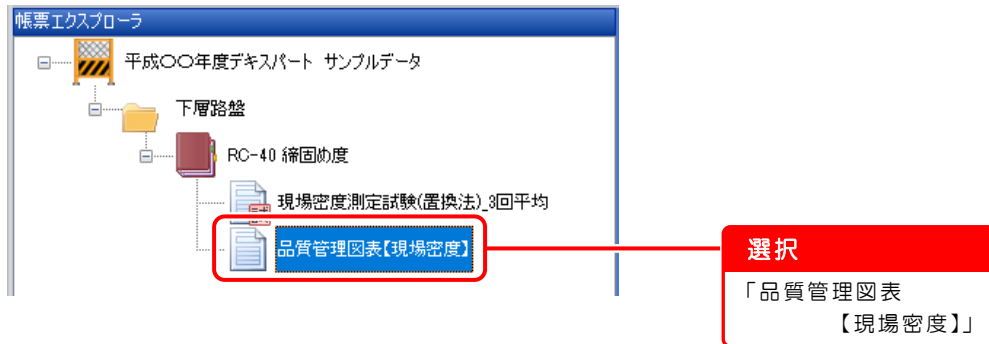 帳票エクスプローラ
平成〇〇年度デキスパート サンプルデータ
下層路盤
RC-40 締固め度
現場密度測定試験(置換法)_3回平均
品質管理図表【現場密度】
選択
「品質管理図表
【現場密度】」